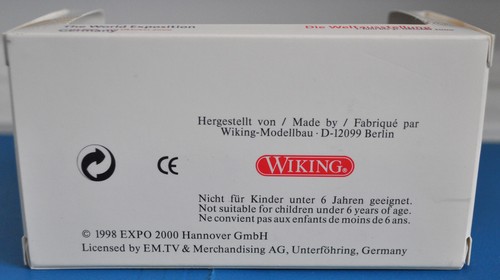 The World Exposition
Germany
Die Weltausstellung
Hergestellt von / Made by / Fabriqué par
Wiking-Modellbau · D-12099 Berlin
CE
WIKING®
Nicht für Kinder unter 6 Jahren geeignet.
Not suitable for children under 6 years of age.
Ne convient pas aux enfants de moins de 6 ans.
© 1998 EXPO 2000 Hannover GmbH
Licensed by EM.TV & Merchandising AG, Unterföhring, Germany